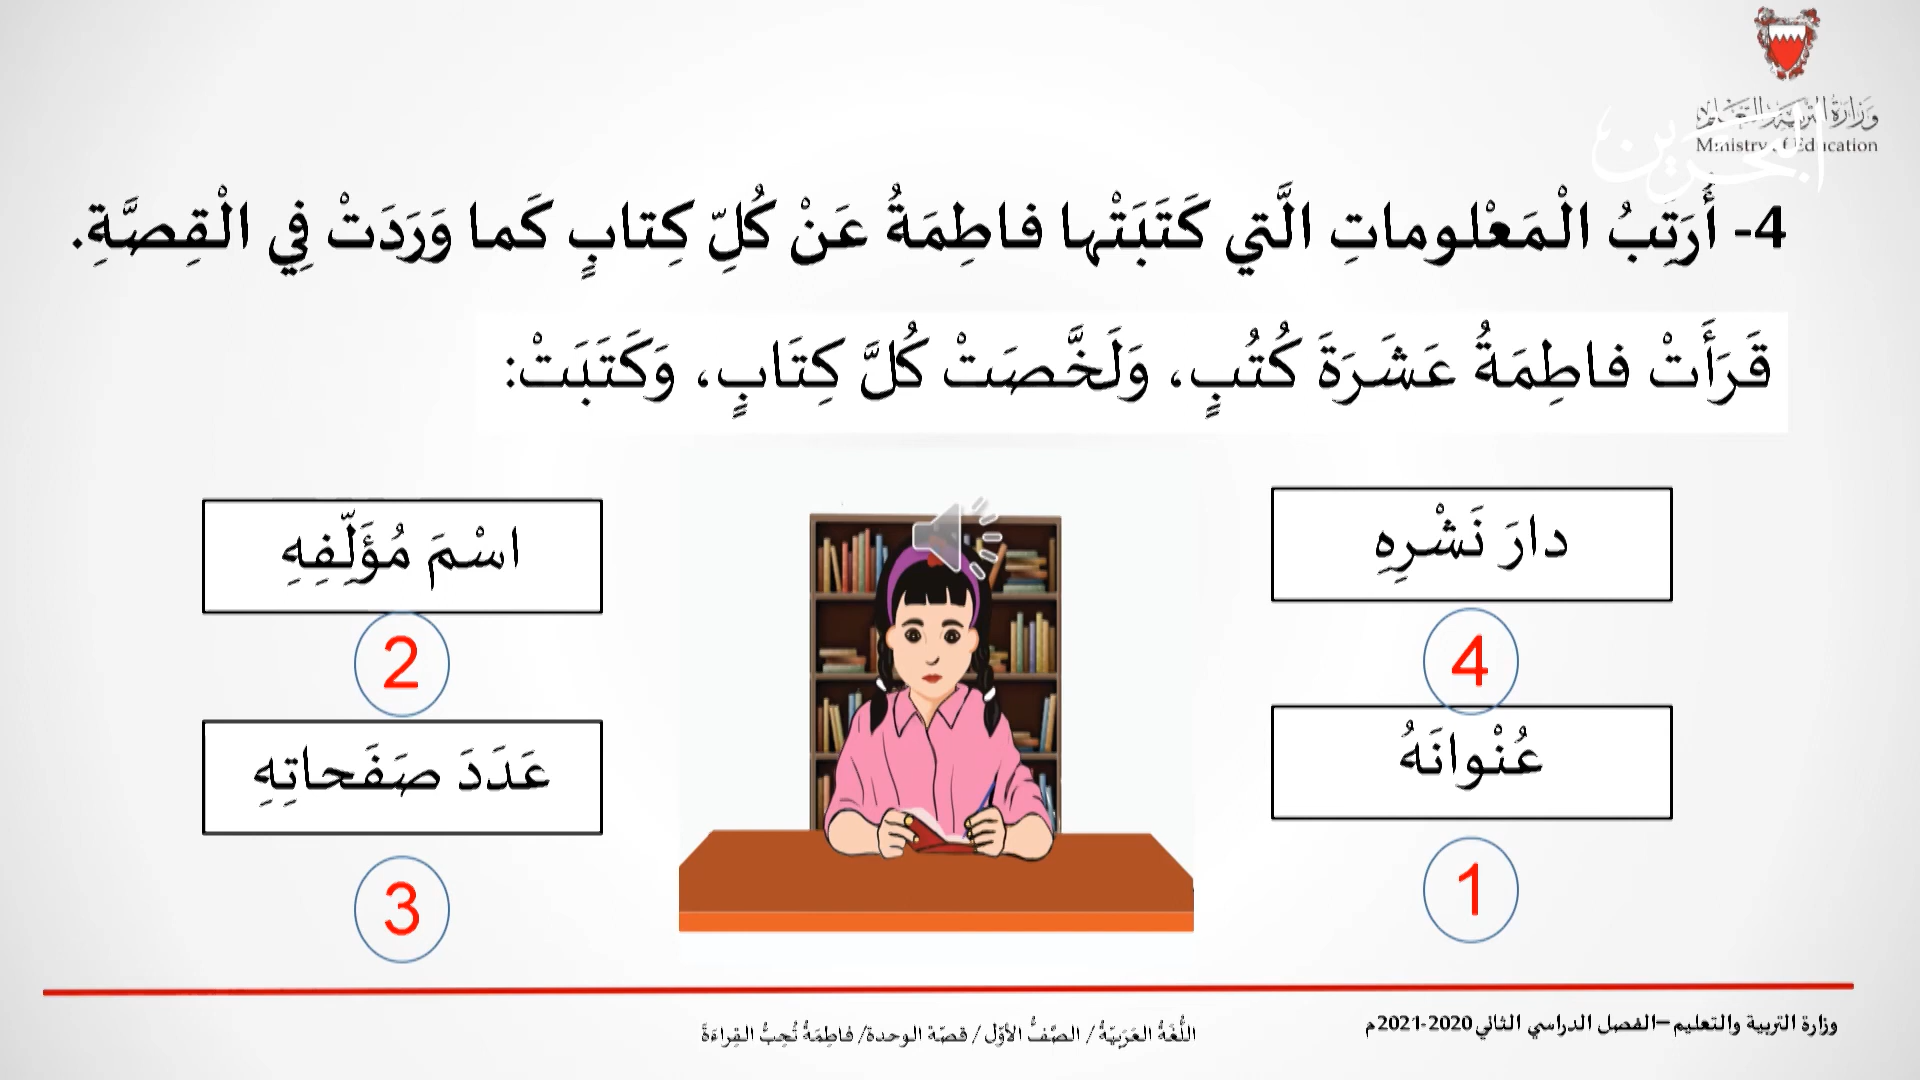 وزارة التربية والتعليم
Ministry of Education
البحرين
4- أُرَتِّبُ الْمَعْلوماتِ الَّتي كَتَبَتْها فاطِمَةُ عَنْ كُلِّ كِتابٍ كَما وَرَدَتْ فِي الْقِصَّةِ.
قَرَأَتْ فاطِمَةُ عَشَرَةَ كُتُبٍ، وَلَخَّصَتْ كُلَّ كِتَابٍ، وَكَتَبَتْ:
دارَ نَشْرِهِ
4
اسْمَ مُؤَلِّفِهِ
2
عُنْوانَهُ
1
عَدَدَ صَفَحاتِهِ
3
وزارة التربية والتعليم –الفصل الدراسي الثاني 2020-2021م
اللُّغَةُ العَرَبِيّةُ / الصَّفُّ الأوّل / قصّة الوحدة/ فاطِمَةُ تُحِبُّ القِراءَةَ